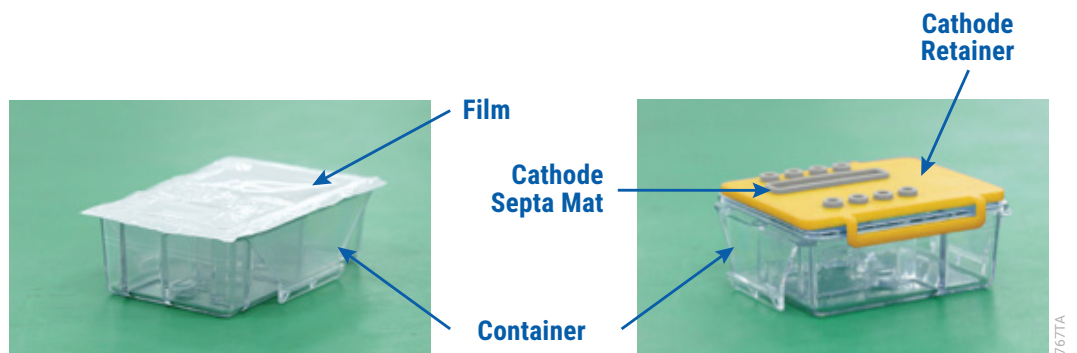 Cathode
Retainer
Film
Cathode
Septa Mat
Container
767TA